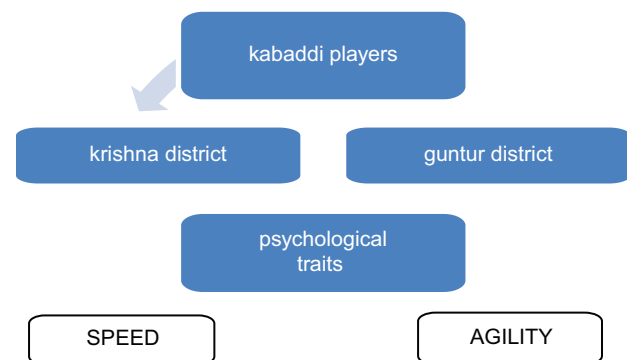 kabaddi players
krishna district
guntur district
psychological
traits
SPEED
AGILITY